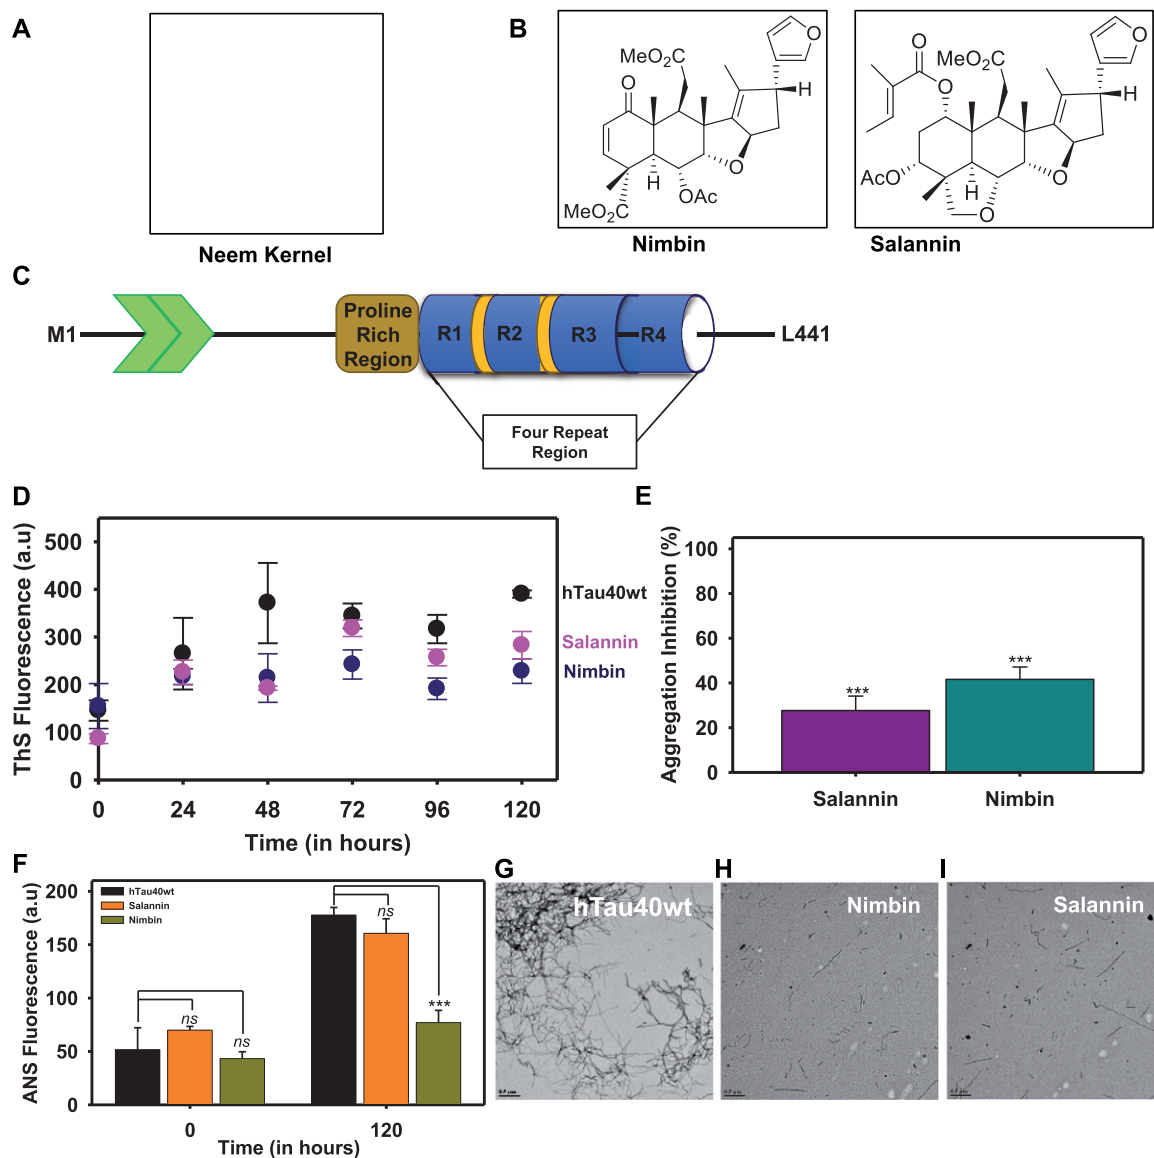 A
Neem Kernel
B
O
MeO2C
O
H
O
H
OAc
MeO2C
Nimbin
O
O
MeO2C
O
H
AcO
H
O
O
Salannin
C
M1
Proline
Rich
Region
R1
R2
R3
R4
L441
Four Repeat
Region
D
ThS Fluorescence (a.u)
500
400
300
200
100
0
0 24 48 72 96 120
Time (in hours)
hTau40wt
Salannin
Nimbin
E
Aggregation Inhibition (%)
100
80
60
40
20
0
***
***
Salannin Nimbin
F
ANS Fluorescence (a.u)
200
150
100
50
0
hTau40wt
Salannin
Nimbin
ns
ns
ns
***
0 120
Time (in hours)
G
hTau40wt
H
Nimbin
I
Salannin